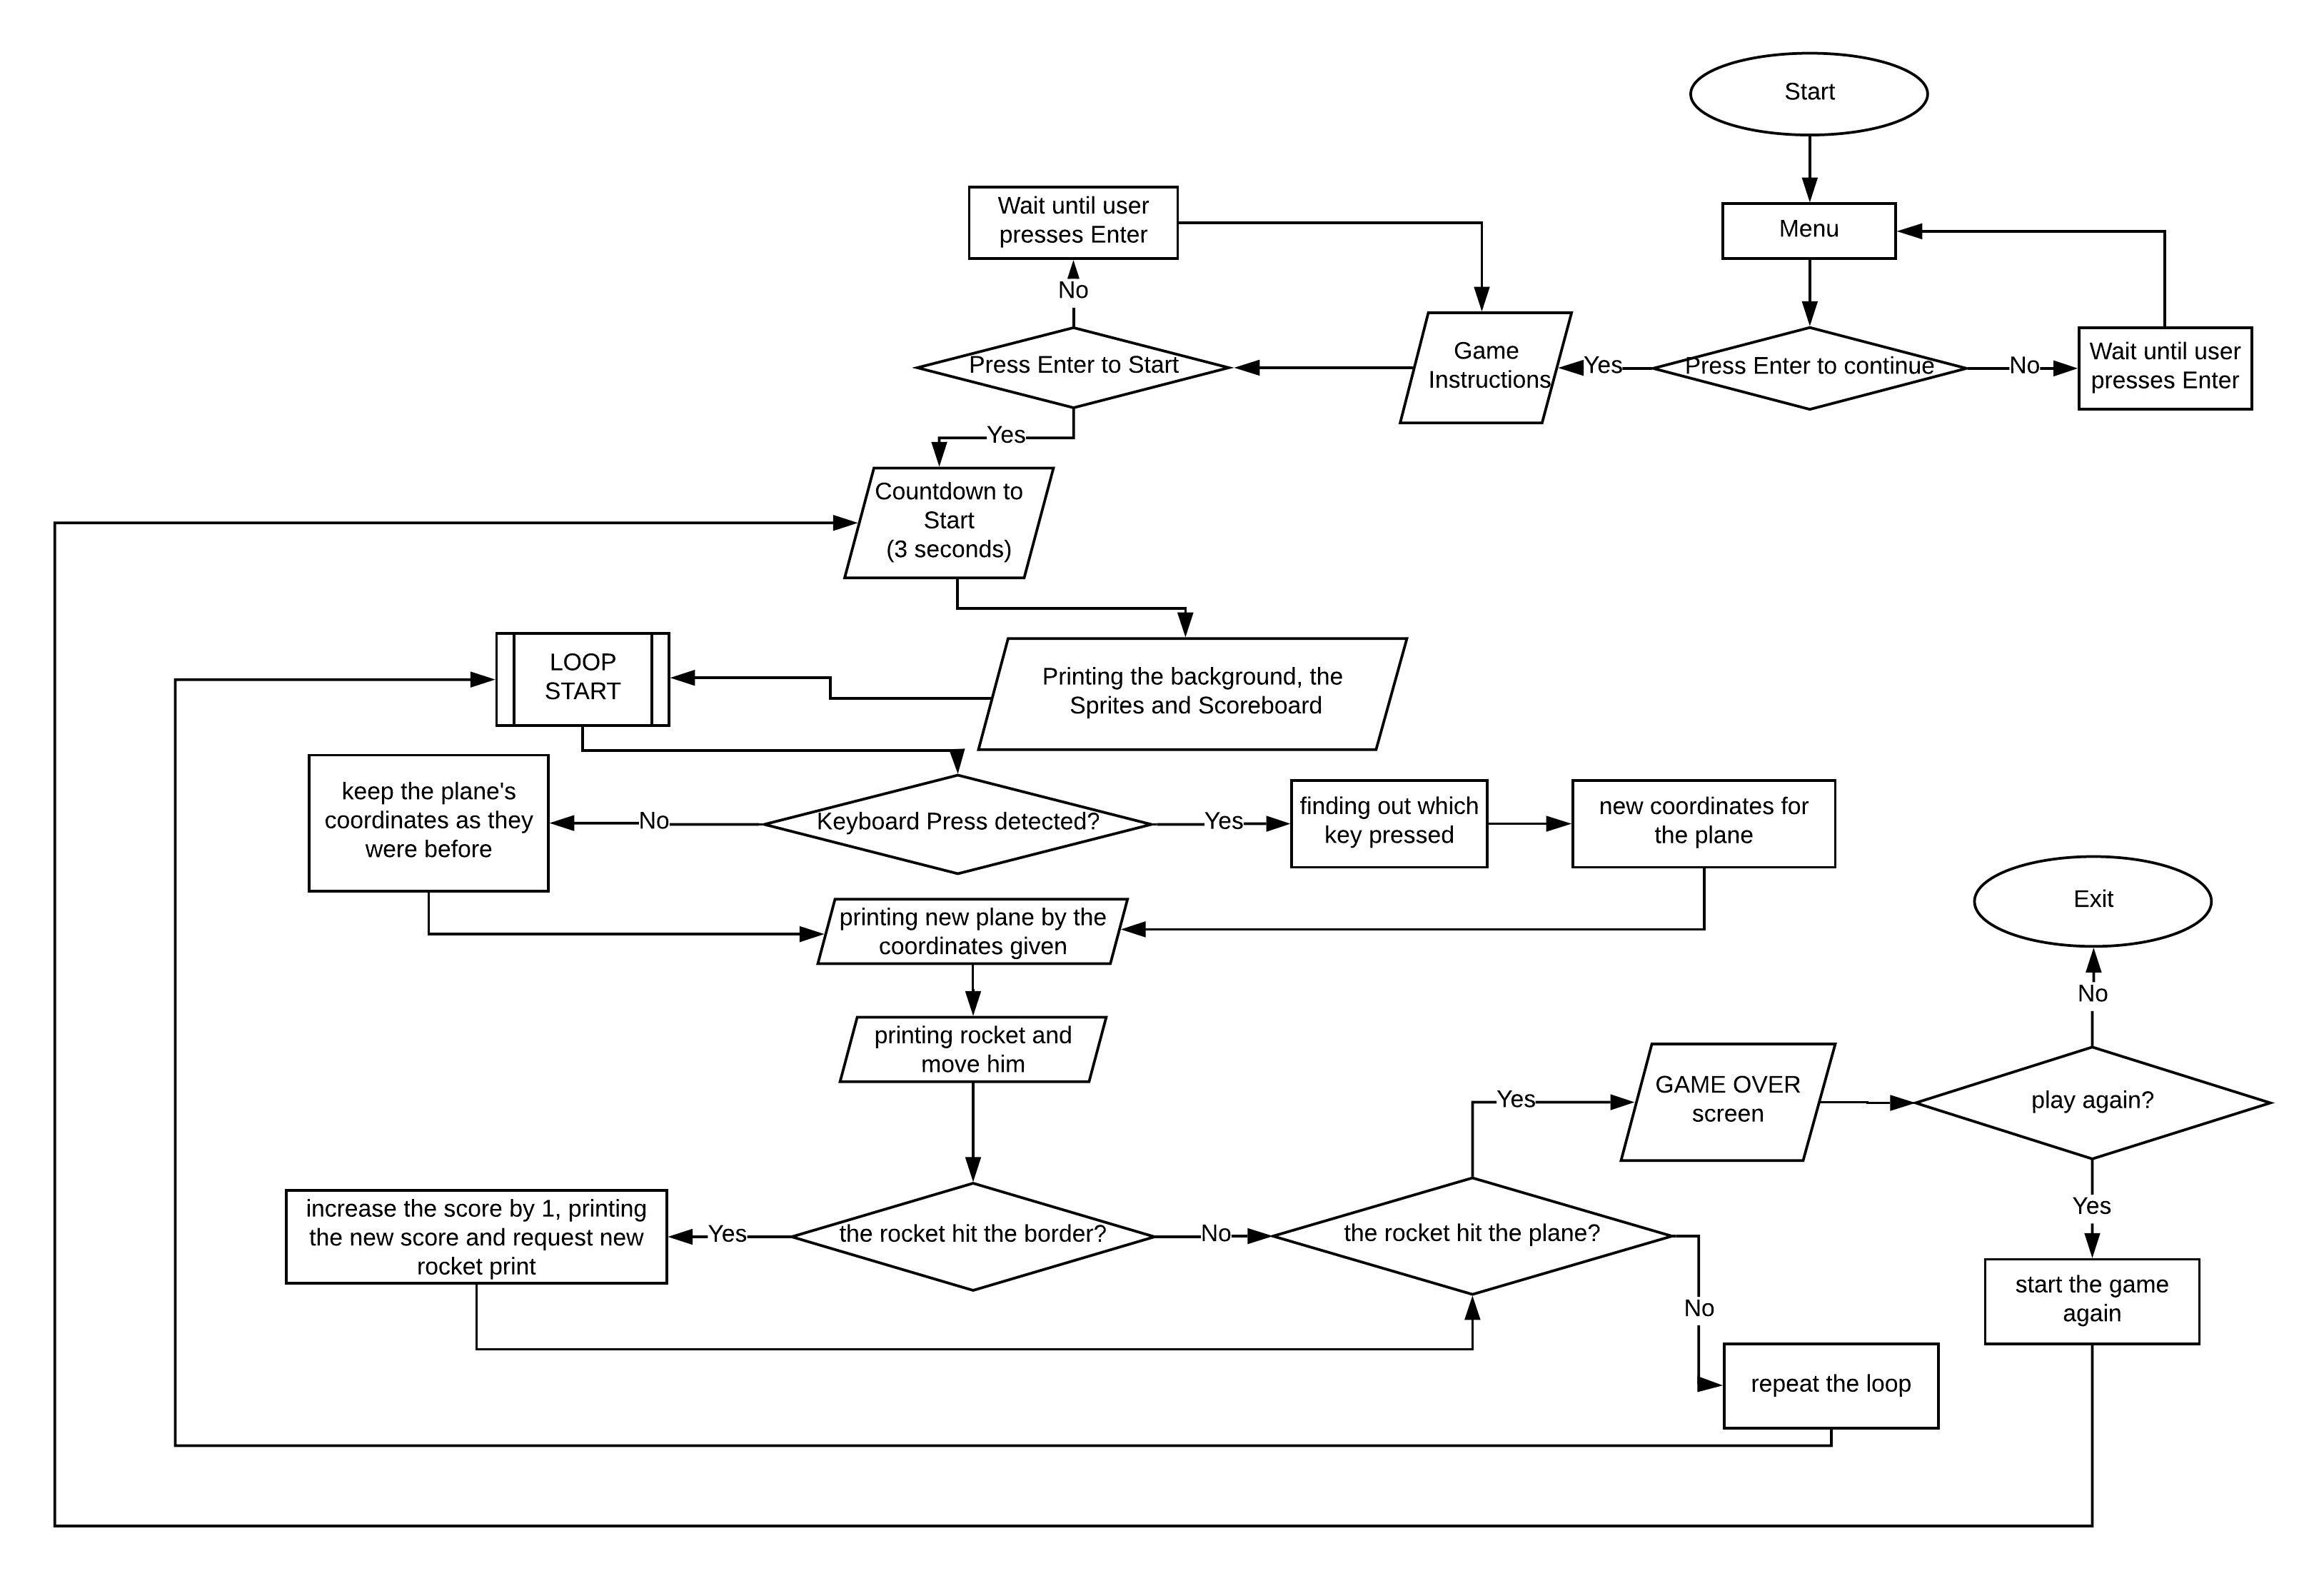 Start
Menu
Press Enter to continue
No
Wait until user
presses Enter
Yes
Game
Instructions
Press Enter to Start
No
Wait until user
presses Enter
Yes
Countdown to
Start
(3 seconds)
Printing the background, the
Sprites and Scoreboard
LOOP
START
Keyboard Press detected?
No
keep the plane's
coordinates as they
were before
Yes
finding out which
key pressed
new coordinates for
the plane
printing new plane by the
coordinates given
printing rocket and
move him
the rocket hit the border?
Yes
increase the score by 1, printing
the new score and request new
rocket print
No
the rocket hit the plane?
Yes
GAME OVER
screen
play again?
No
Exit
Yes
start the game
again
No
repeat the loop